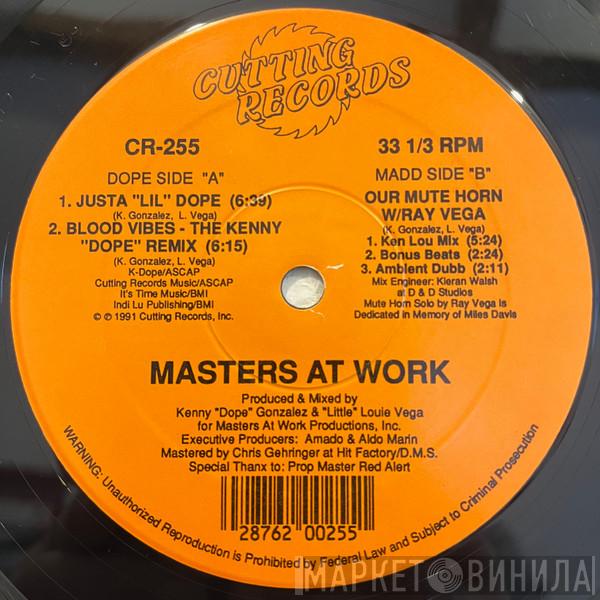 CUTTING
RECORDS
CR-255
33 1/3 RPM
DOPE SIDE "A"
1. JUSTA "LIL" DOPE (6:39)
(K. Gonzalez, L. Vega)
2. BLOOD VIBES - THE KENNY
"DOPE" REMIX (6:15)
(K. Gonzalez, L. Vega)
K-Dope/ASCAP
Cutting Records Music/ASCAP
It's Time Music/BMI
Indi Lu Publishing/BMI
© ℗ 1991 Cutting Records, Inc.
MADD SIDE "B"
OUR MUTE HORN
W/RAY VEGA
(K. Gonzalez, L. Vega)
1. Ken Lou Mix (5:24)
2. Bonus Beats (2:24)
3. Ambient Dubb (2:11)
Mix Engineer: Kieran Walsh
at D & D Studios
Mute Horn Solo by Ray Vega is
Dedicated in Memory of Miles Davis
MASTERS AT WORK
Produced & Mixed by
Kenny "Dope" Gonzalez & "Little" Louie Vega
for Masters At Work Productions, Inc.
Executive Producers: Amado & Aldo Marin
Mastered by Chris Gehringer at Hit Factory/D.M.S.
Special Thanx to: Prop Master Red Alert
28762 00255
WARNING: Unauthorized Reproduction is Prohibited by Federal Law and Subject to Criminal Prosecution
МАРКЕТ ВИНИЛА